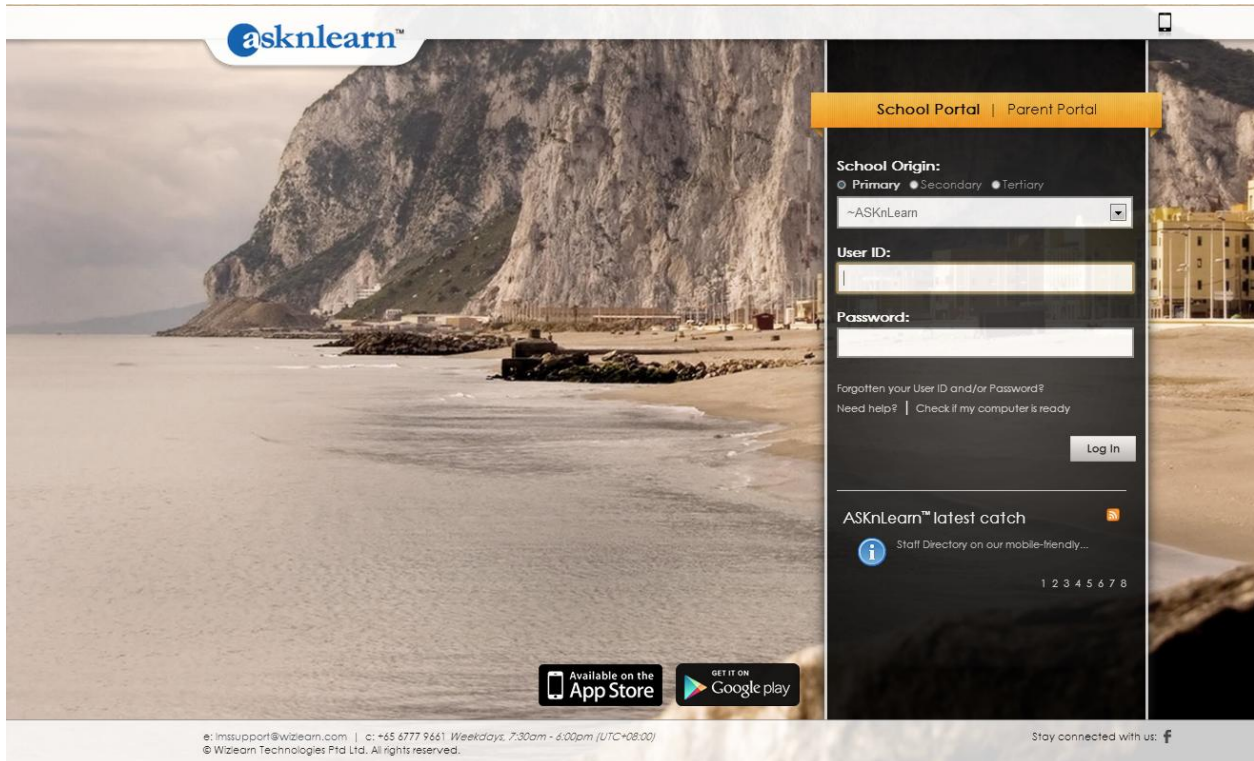 asknlearn™
School Portal | Parent Portal
School Origin:
Primary Secondary Tertiary
~ASKnLearn
User ID:
Password:
Forgotten your User ID and/or Password?
Need help? | Check if my computer is ready
Log In
ASKnLearn™ latest catch
Staff Directory on our mobile-friendly...
1 2 3 4 5 6 7 8
Available on the
App Store
GET IT ON
Google play
e: lmssupport@wizlearn.com | c: +65 6777 9661 Weekdays, 7:30am - 6:00pm (UTC+08:00)
© Wizlearn Technologies Ptd Ltd. All rights reserved.
Stay connected with us: f